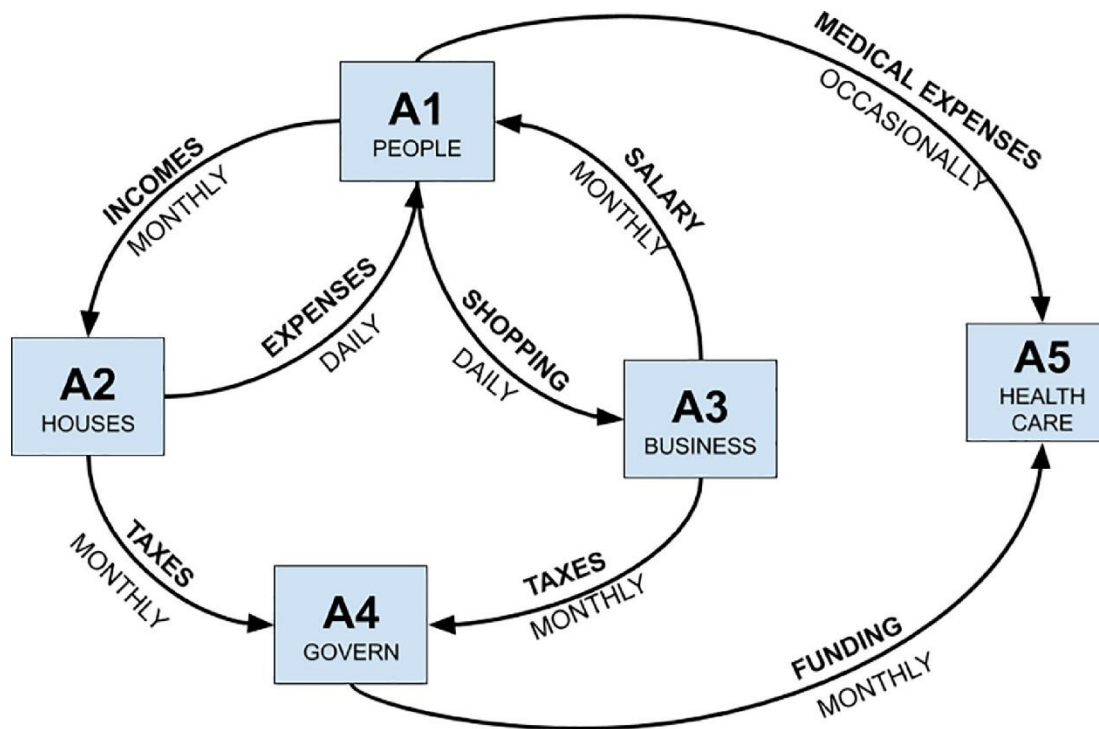 MEDICAL EXPENSES
OCCASIONALLY
A1
PEOPLE
INCOMES
MONTHLY
SALARY
MONTHLY
EXPENSES
DAILY
SHOPPING
DAILY
A2
HOUSES
A3
BUSINESS
A5
HEALTH
CARE
TAXES
MONTHLY
TAXES
MONTHLY
A4
GOVERN
FUNDING
MONTHLY